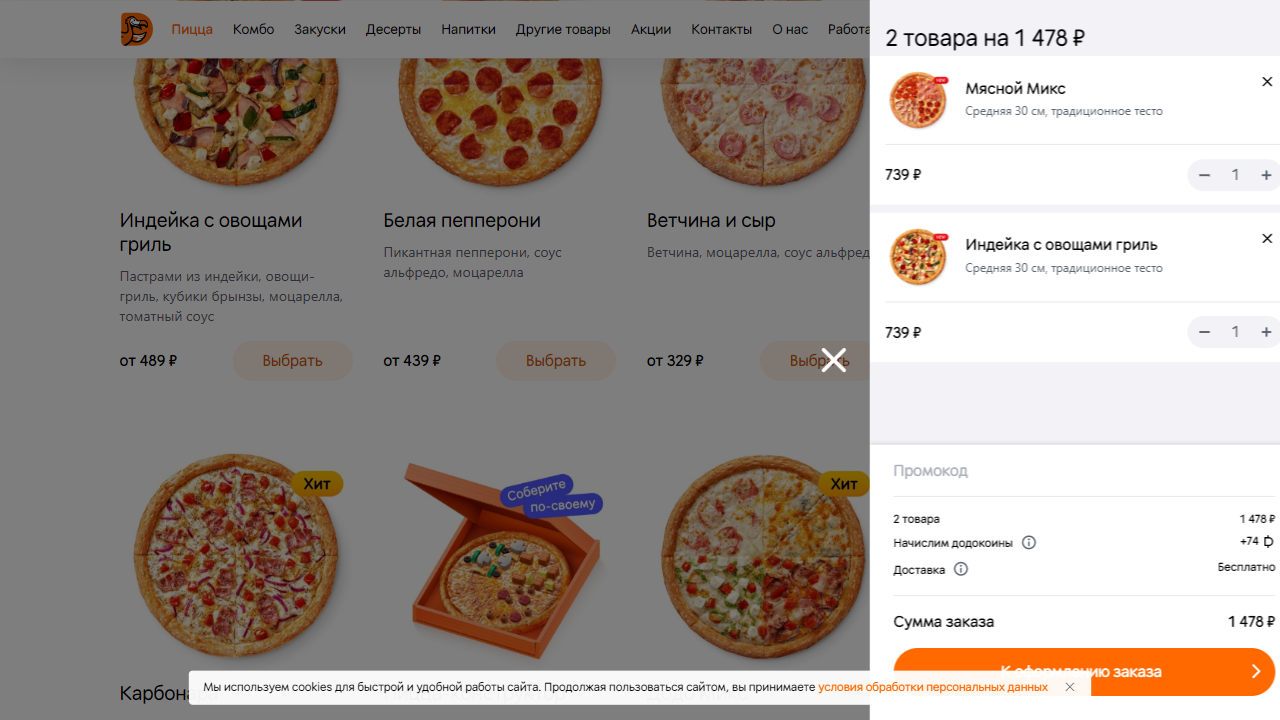 Пицца Комбо Закуски Десерты Напитки Другие товары Акции Контакты О нас Работа
Индейка с овощами
гриль
Пастрами из индейки, овощи-
гриль, кубики брынзы, моцарелла,
томатный соус
от 489 ₽ Выбрать
Белая пепперони
Пикантная пепперони, соус
альфредо, моцарелла
от 439 ₽ Выбрать
Ветчина и сыр
Ветчина, моцарелла, соус альфредо
от 329 ₽ Выбрать
Хит
Соберите
по-своему
Хит
Карбона
2 товара на 1 478 ₽
NEW
Мясной Микс
Средняя 30 см, традиционное тесто
739 ₽ 1
NEW
Индейка с овощами гриль
Средняя 30 см, традиционное тесто
739 ₽ 1
Промокод
2 товара 1 478 ₽
Начислим додокоины +74
Доставка Бесплатно
Сумма заказа 1 478 ₽
К оформлению заказа
Мы используем cookies для быстрой и удобной работы сайта. Продолжая пользоваться сайтом, вы принимаете условия обработки персональных данных